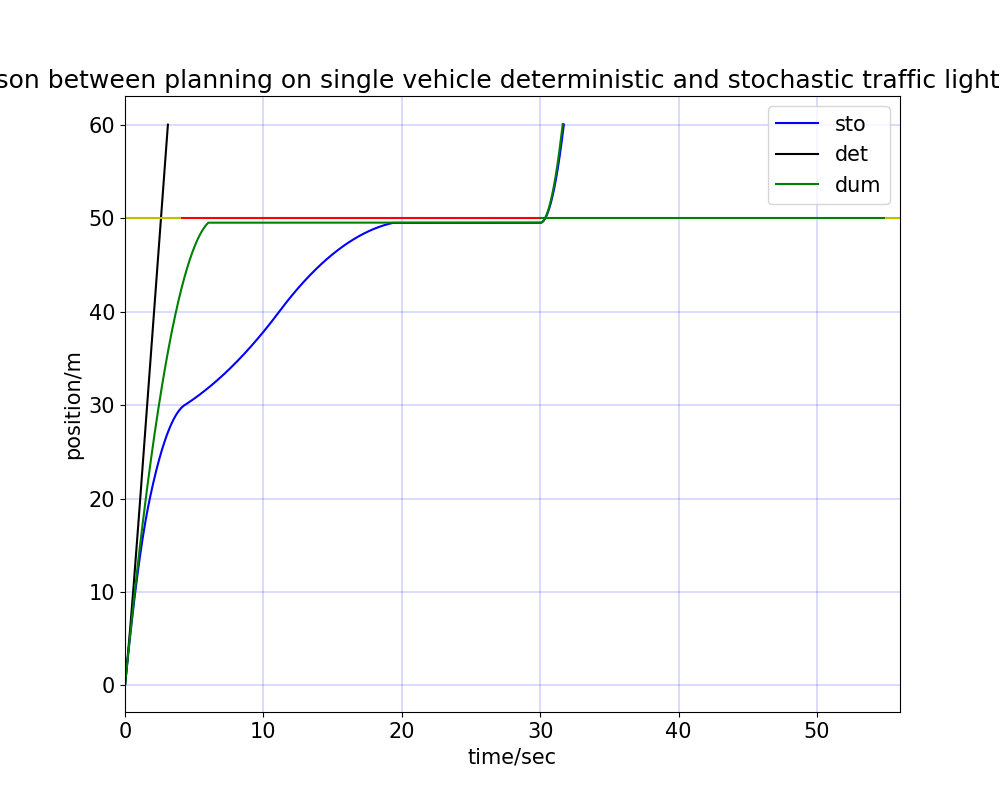 son between planning on single vehicle deterministic and stochastic traffic light
sto
det
dum
60
50
40
30
20
10
0
position/m
0 10 20 30 40 50
time/sec